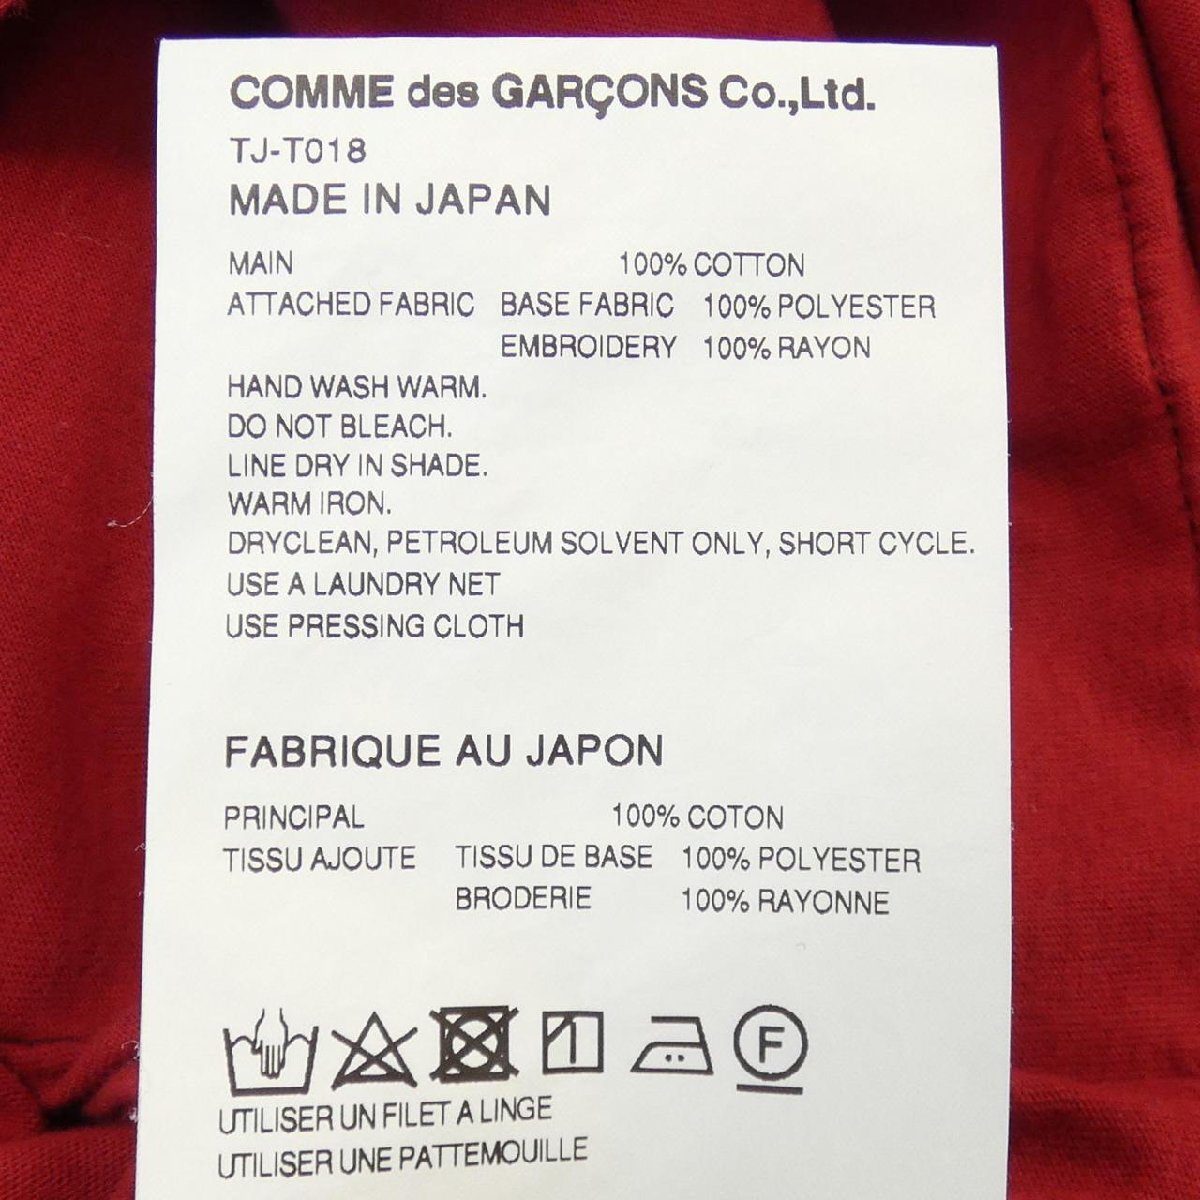 COMME des GARÇONS Co.,Ltd.
TJ-T018
MADE IN JAPAN
MAIN 100% COTTON
ATTACHED FABRIC BASE FABRIC 100% POLYESTER
EMBROIDERY 100% RAYON
HAND WASH WARM.
DO NOT BLEACH.
LINE DRY IN SHADE.
WARM IRON.
DRYCLEAN, PETROLEUM SOLVENT ONLY, SHORT CYCLE.
USE A LAUNDRY NET
USE PRESSING CLOTH
FABRIQUE AU JAPON
PRINCIPAL 100% COTON
TISSU AJOUTE TISSU DE BASE 100% POLYESTER
BRODERIE 100% RAYONNE
F
UTILISER UN FILET A LINGE
UTILISER UNE PATTEMOUILLE